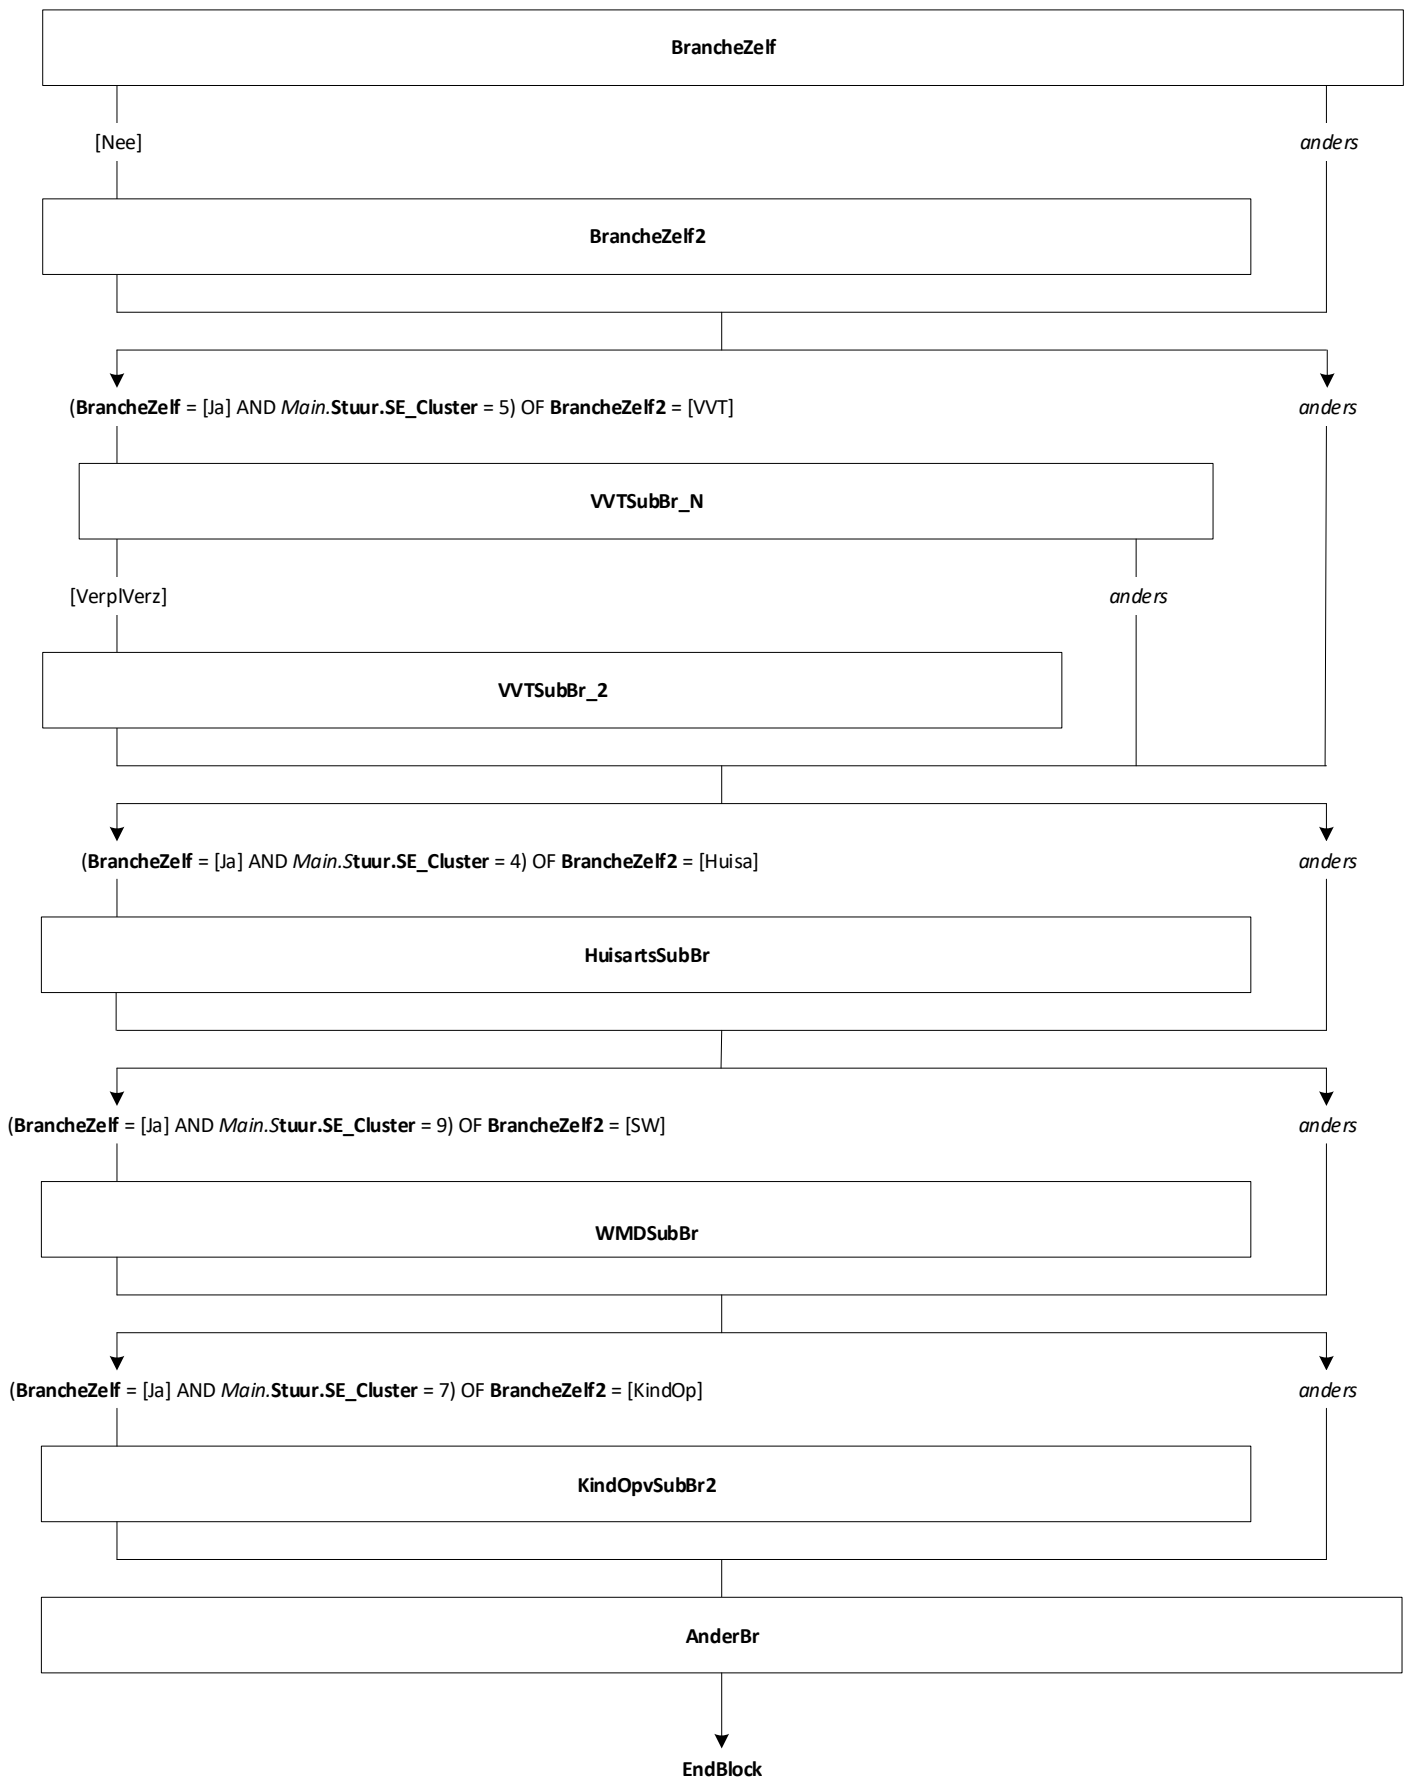 BrancheZelf
[Nee] anders
BrancheZelf2
(BrancheZelf = [Ja] AND Main.Stuur.SE_Cluster = 5) OF BrancheZelf2 = [VVT] anders
VVTSubBr_N
[VerplVerz] anders
VVTSubBr_2
(BrancheZelf = [Ja] AND Main.Stuur.SE_Cluster = 4) OF BrancheZelf2 = [Huisa] anders
HuisartsSubBr
(BrancheZelf = [Ja] AND Main.Stuur.SE_Cluster = 9) OF BrancheZelf2 = [SW] anders
WMDSubBr
(BrancheZelf = [Ja] AND Main.Stuur.SE_Cluster = 7) OF BrancheZelf2 = [KindOp] anders
KindOpvSubBr2
AnderBr
EndBlock